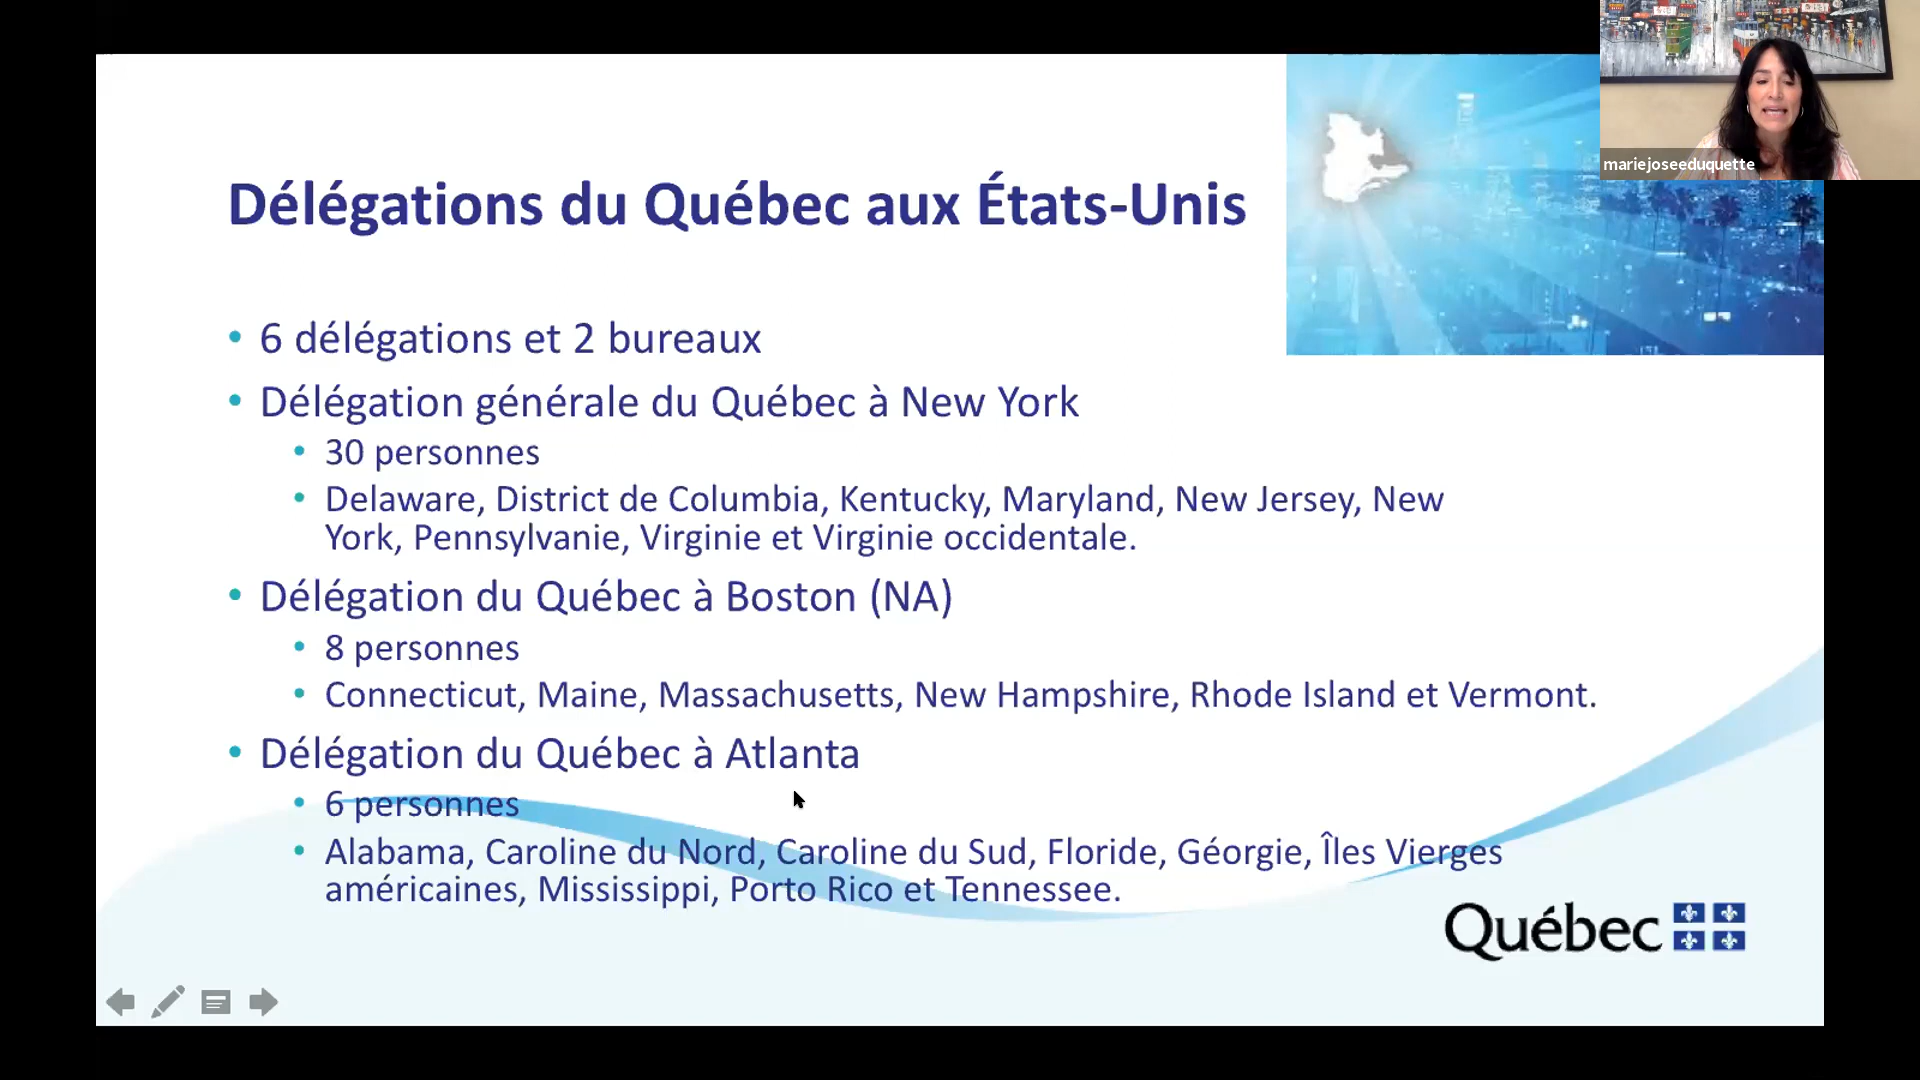 mariejoseeduquette
Délégations du Québec aux États-Unis
• 6 délégations et 2 bureaux
• Délégation générale du Québec à New York
• 30 personnes
• Delaware, District de Columbia, Kentucky, Maryland, New Jersey, New
York, Pennsylvanie, Virginie et Virginie occidentale.
• Délégation du Québec à Boston (NA)
• 8 personnes
• Connecticut, Maine, Massachusetts, New Hampshire, Rhode Island et Vermont.
• Délégation du Québec à Atlanta
• 6 personnes
• Alabama, Caroline du Nord, Caroline du Sud, Floride, Géorgie, Îles Vierges
américaines, Mississippi, Porto Rico et Tennessee.
Québec